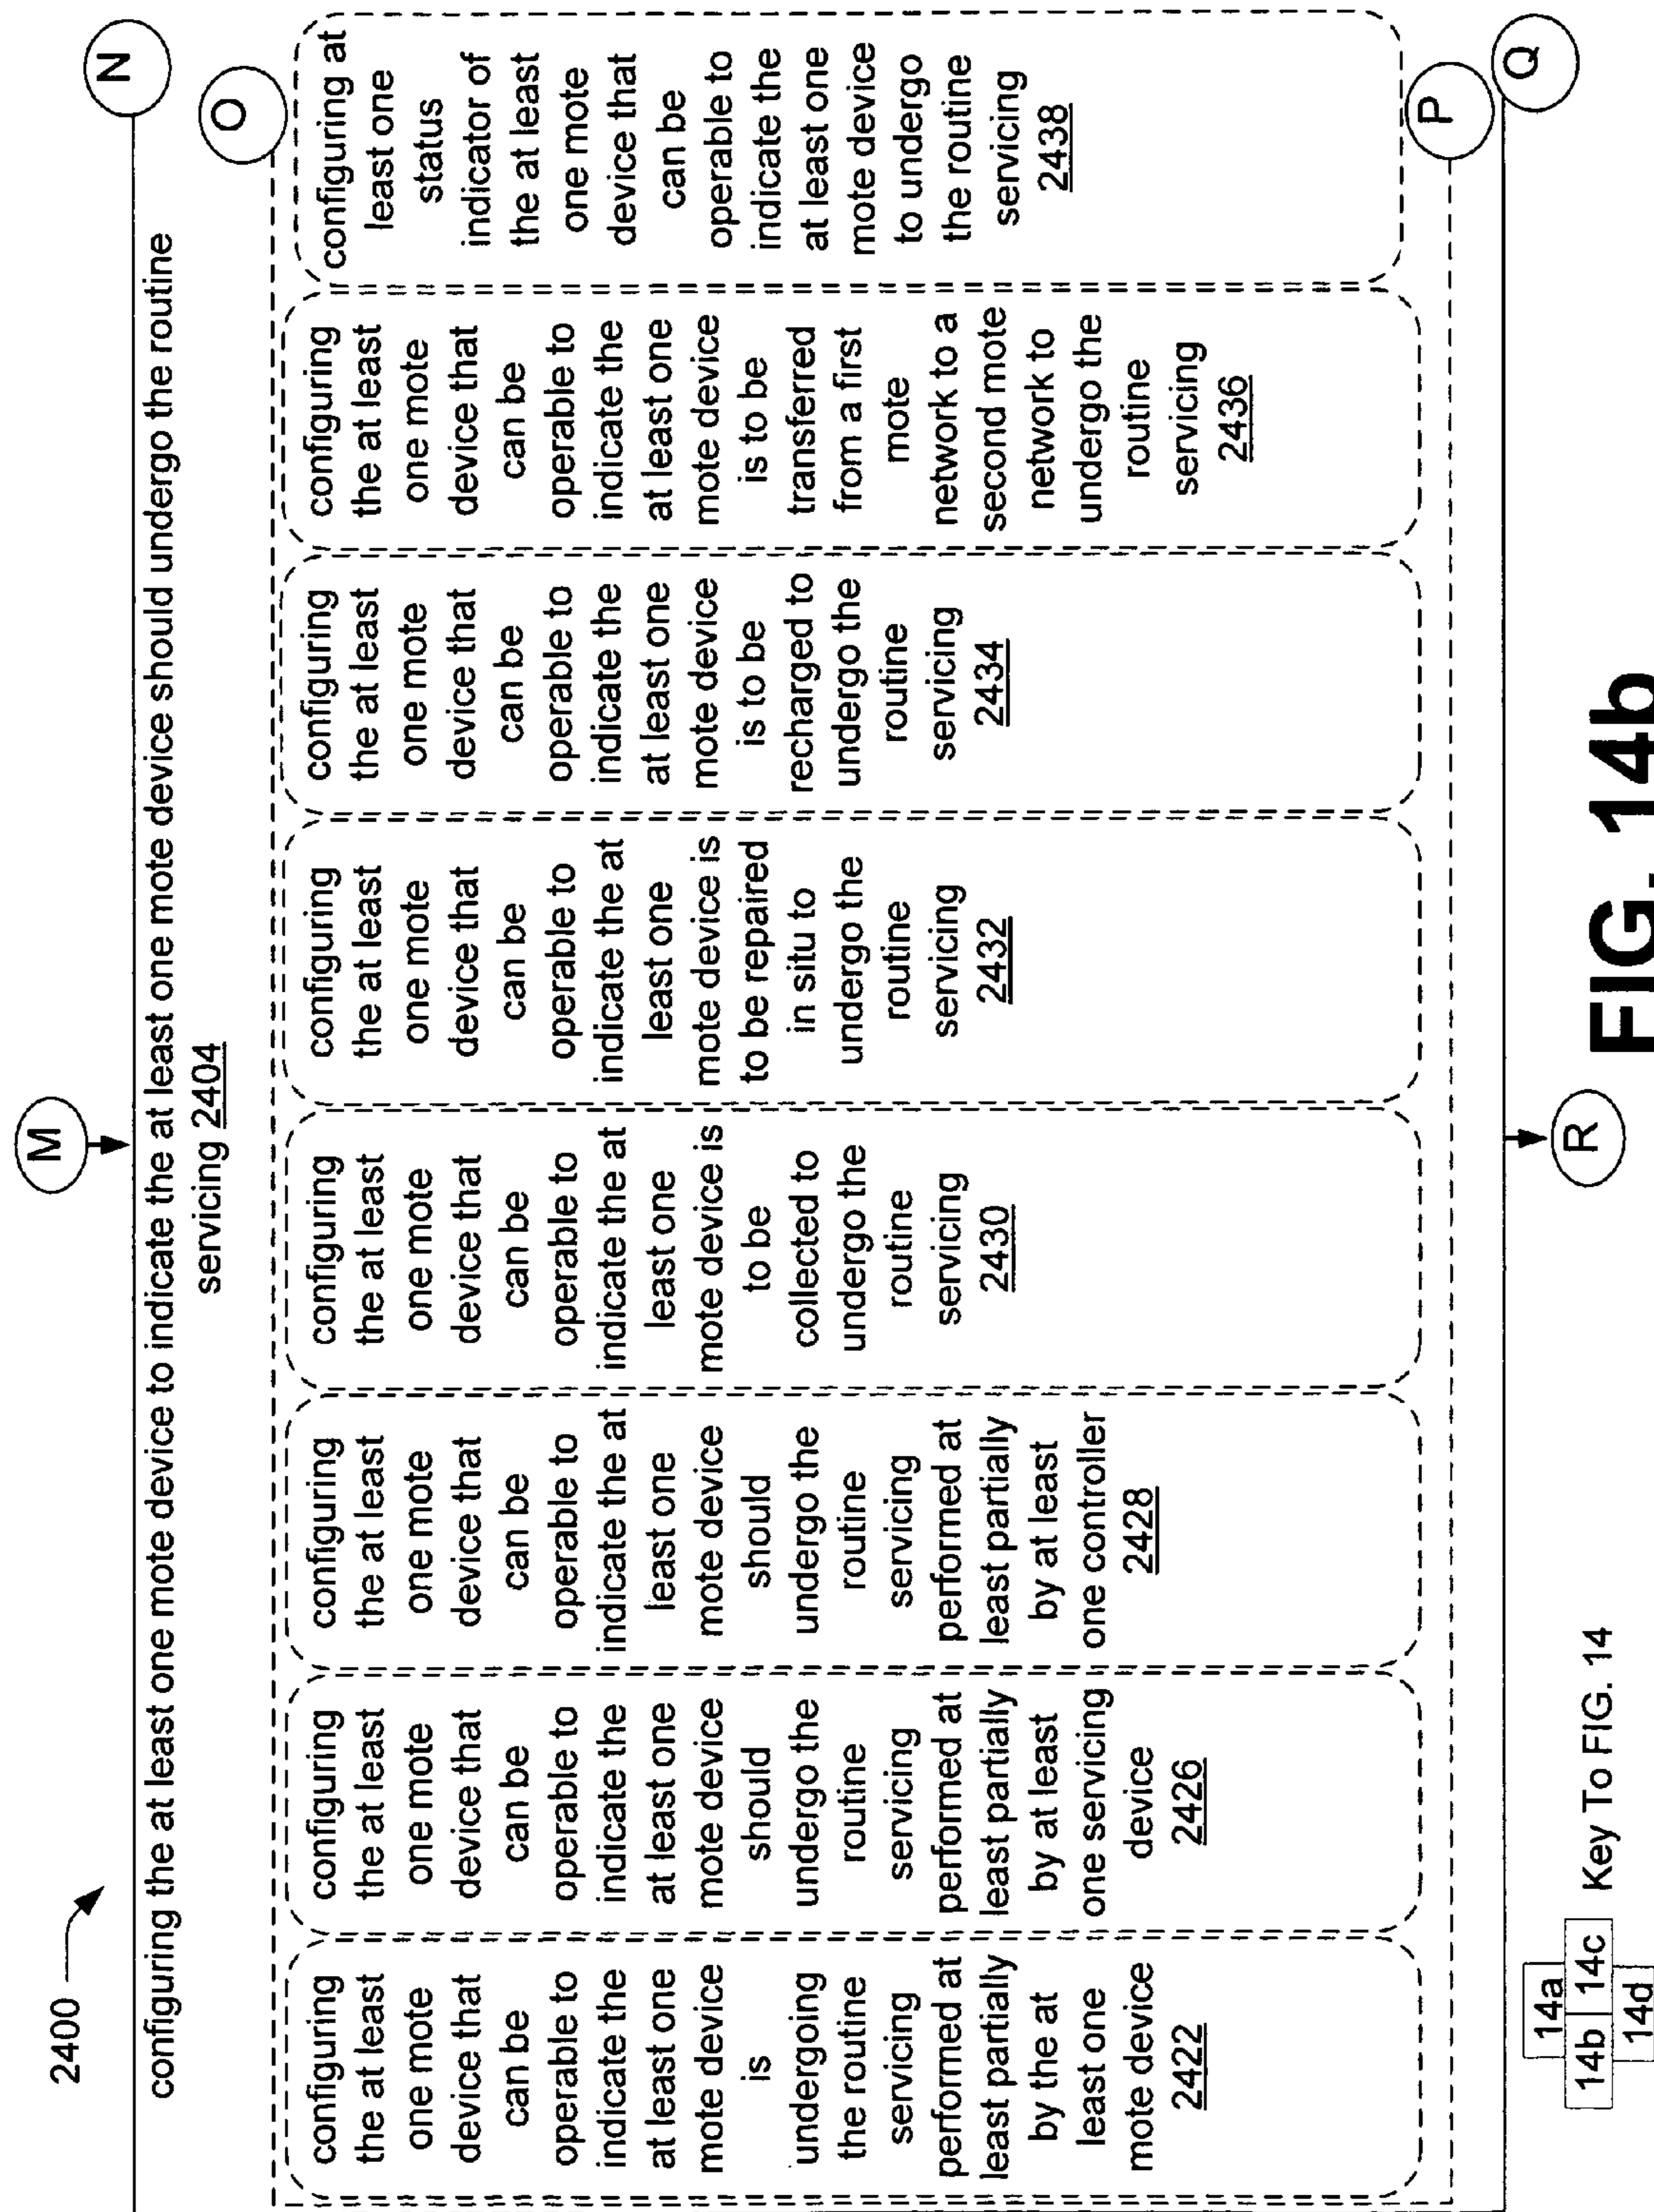 2400
M
N
configuring the at least one mote device to indicate the at least one mote device should undergo the routine
servicing 2404
O
configuring
the at least
one mote
device that
can be
operable to
indicate the
at least one
mote device
is
undergoing
the routine
servicing
performed at
least partially
by the at
least one
mote device
2422
configuring
the at least
one mote
device that
can be
operable to
indicate the
at least one
mote device
should
undergo the
routine
servicing
performed at
least partially
by at least
one servicing
device
2426
configuring
the at least
one mote
device that
can be
operable to
indicate the at
least one
mote device
should
undergo the
routine
servicing
performed at
least partially
by at least
one controller
2428
configuring
the at least
one mote
device that
can be
operable to
indicate the at
least one
mote device is
to be
collected to
undergo the
routine
servicing
2430
configuring
the at least
one mote
device that
can be
operable to
indicate the at
least one
mote device is
to be repaired
in situ to
undergo the
routine
servicing
2432
configuring
the at least
one mote
device that
can be
operable to
indicate the
at least one
mote device
is to be
recharged to
undergo the
routine
servicing
2434
configuring
the at least
one mote
device that
can be
operable to
indicate the
at least one
mote device
is to be
transferred
from a first
mote
network to a
second mote
network to
undergo the
routine
servicing
2436
configuring at
least one
status
indicator of
the at least
one mote
device that
can be
operable to
indicate the
at least one
mote device
to undergo
the routine
servicing
2438
P
Q
R
14a
14b 14c
14d
Key To FIG. 14
FIG. 14b